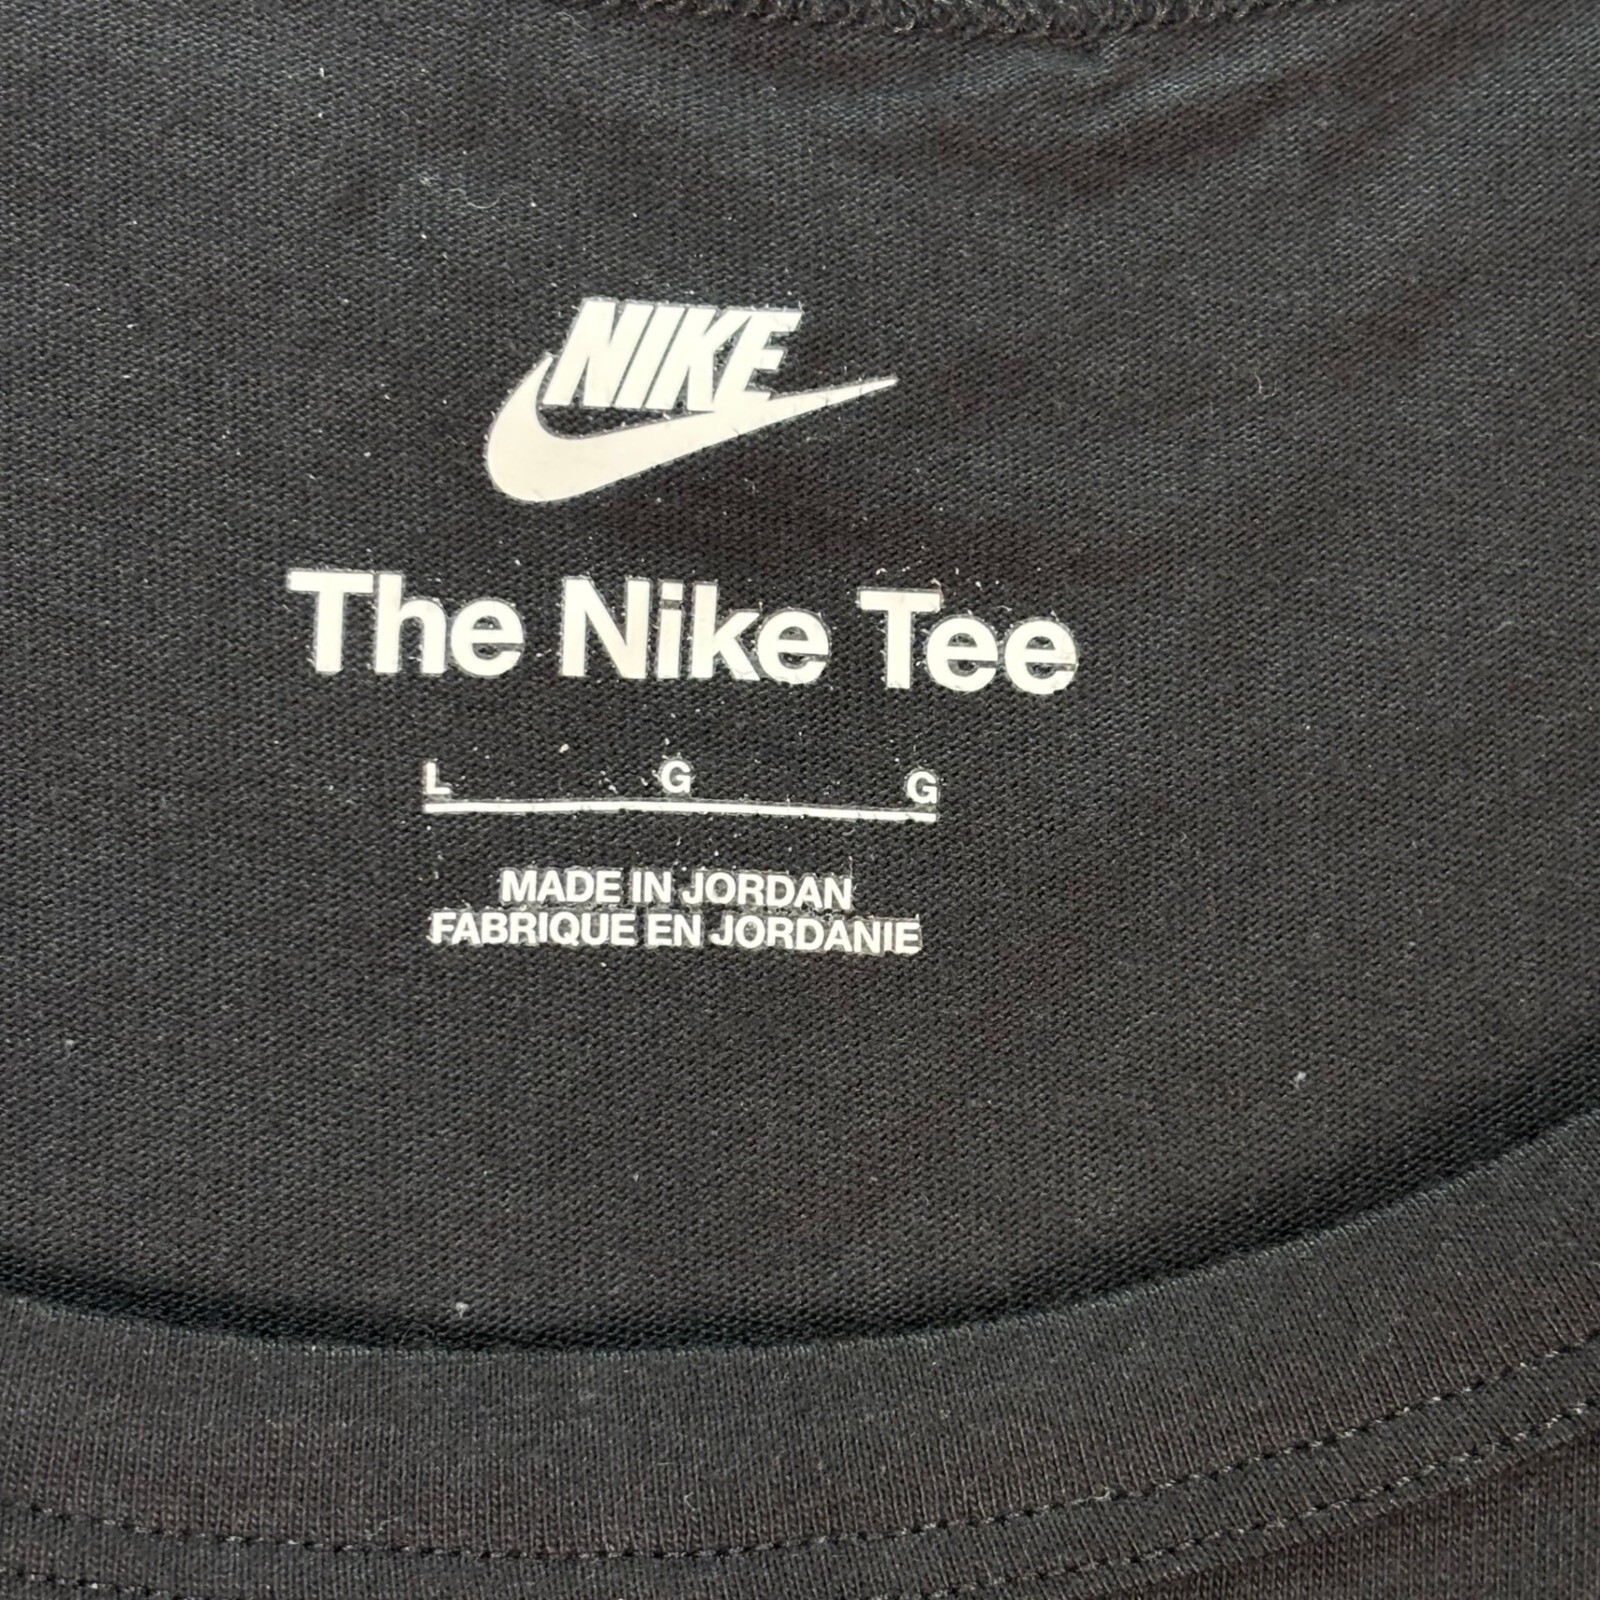 NIKE
The Nike Tee
L G G
MADE IN JORDAN
FABRIQUE EN JORDANIE